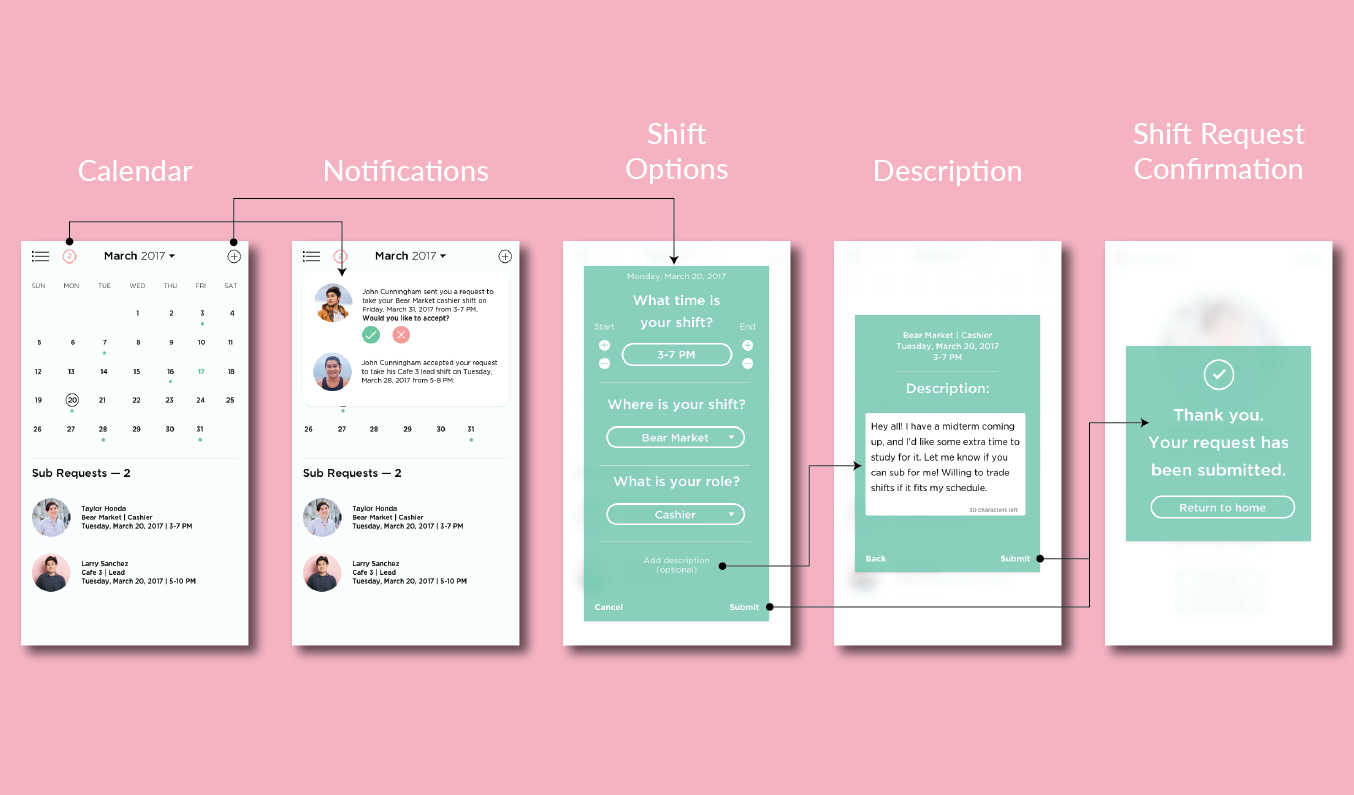 Calendar
Notifications
Shift
Options
Description
Shift Request
Confirmation
2
March 2017
SUN MON TUE WED THU FRI SAT
1 2 3 4
5 6 7 8 9 10 11
12 13 14 15 16 17 18
19 20 21 22 23 24 25
26 27 28 29 30 31
Sub Requests — 2
Taylor Honda
Bear Market | Cashier
Tuesday, March 20, 2017 | 3-7 PM
Larry Sanchez
Cafe 3 | Lead
Tuesday, March 20, 2017 | 5-10 PM
March 2017
John Cunningham sent you a request to
take your Bear Market cashier shift on
Friday, March 31, 2017 from 3-7 PM.
Would you like to accept?
John Cunningham accepted your request
to take his Cafe 3 lead shift on Tuesday,
March 28, 2017 from 5-8 PM.
26 27 28 29 30 31
Sub Requests — 2
Taylor Honda
Bear Market | Cashier
Tuesday, March 20, 2017 | 3-7 PM
Larry Sanchez
Cafe 3 | Lead
Tuesday, March 20, 2017 | 5-10 PM
Monday, March 20, 2017
What time is
your shift?
Start
End
3-7 PM
Where is your shift?
Bear Market
What is your role?
Cashier
Add description
(optional)
Cancel
Submit
Bear Market | Cashier
Tuesday, March 20, 2017
3-7 PM
Description:
Hey all! I have a midterm coming
up, and I'd like some extra time to
study for it. Let me know if you
can sub for me! Willing to trade
shifts if it fits my schedule.
30 characters left
Back
Submit
Thank you.
Your request has
been submitted.
Return to home